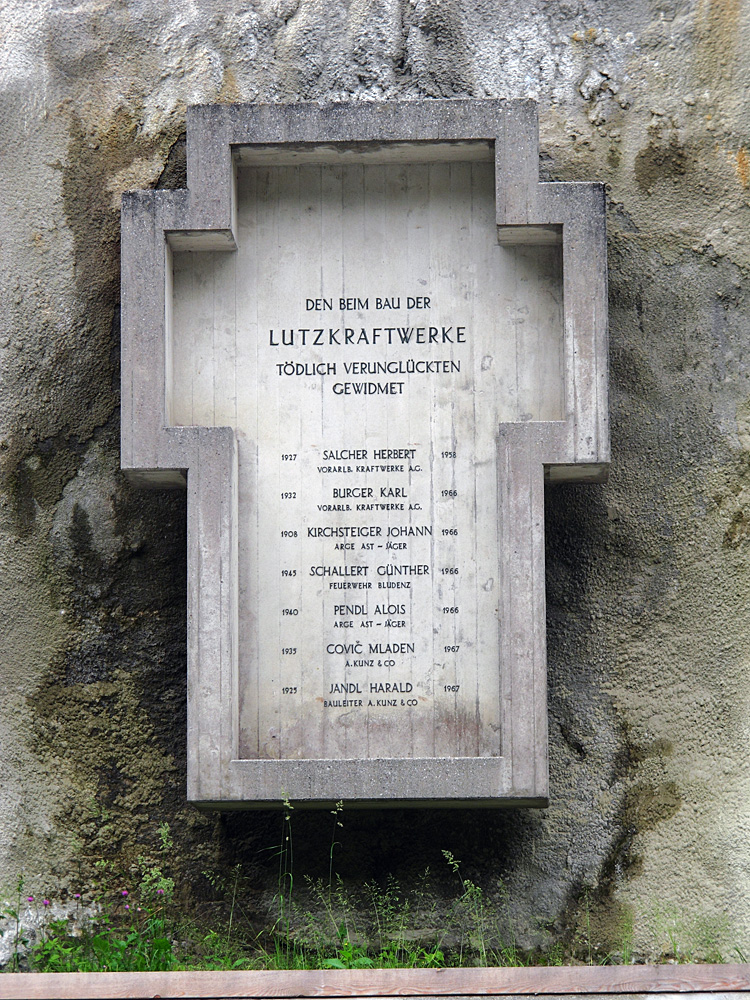 DEN BEIM BAU DER
LUTZKRAFTWERKE
TÖDLICH VERUNGLÜCKTEN
GEWIDMET
1927 SALCHER HERBERT 1958
VORARLB. KRAFTWERKE A.G.
1932 BURGER KARL 1966
VORARLB. KRAFTWERKE A.G.
1908 KIRCHSTEIGER JOHANN 1966
ARGE AST – JÄGER
1945 SCHALLERT GÜNTHER 1966
FEUERWEHR BLUDENZ
1940 PENDL ALOIS 1966
ARGE AST – JÄGER
1935 COVIČ MLADEN 1967
A. KUNZ & CO
1925 JANDL HARALD 1967
BAULEITER A. KUNZ & CO